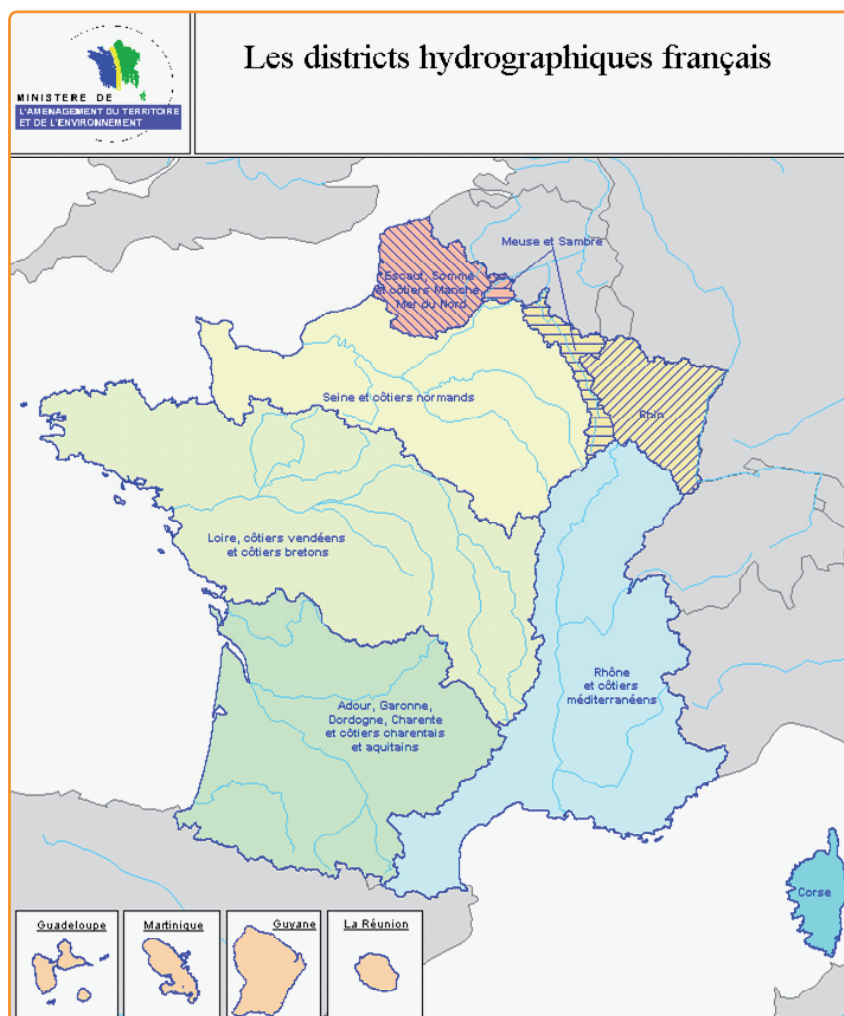 Les districts hydrographiques français
MINISTERE DE
L'AMENAGEMENT DU TERRITOIRE
ET DE L'ENVIRONNEMENT
Meuse et Sambre
Escaut, Somme
et côtiers Manche
Mer du Nord
Rhin
Seine et côtiers normands
Loire, côtiers vendéens
et côtiers bretons
Rhône
et côtiers
méditerranéens
Adour, Garonne,
Dordogne, Charente
et côtiers charentais
et aquitains
Corse
Guadeloupe
Martinique
Guyane
La Réunion